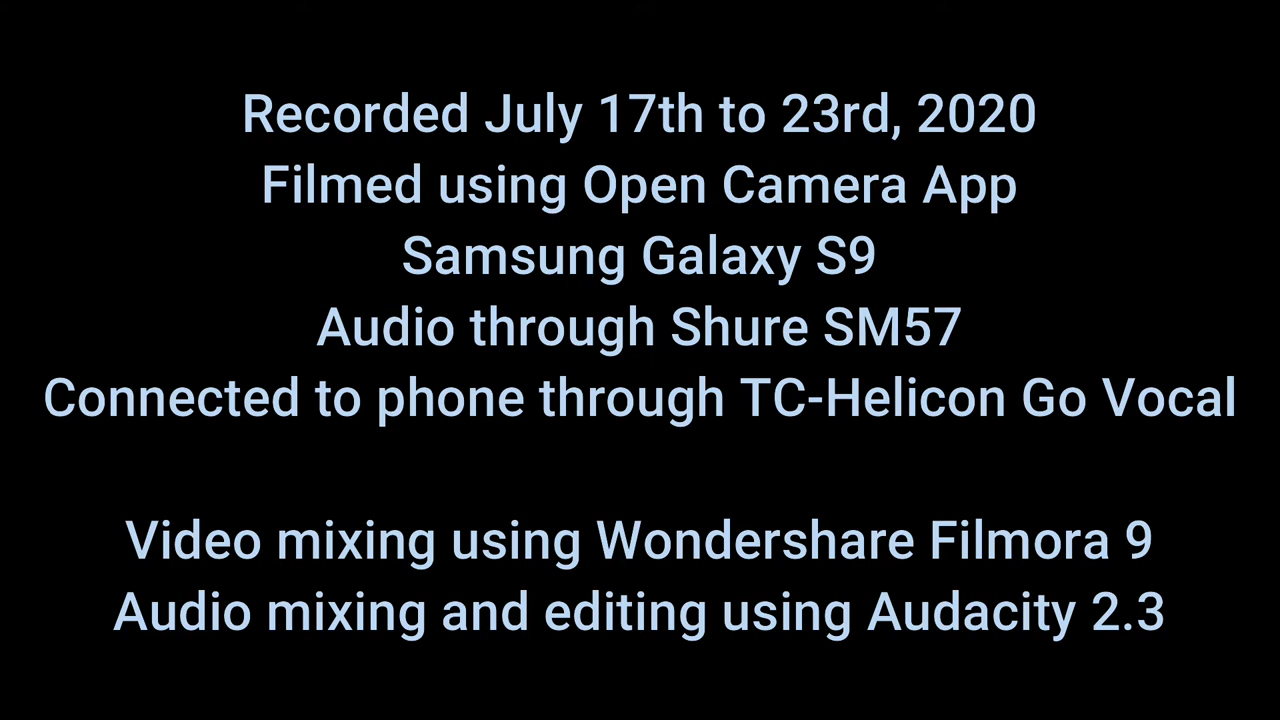 Recorded July 17th to 23rd, 2020
Filmed using Open Camera App
Samsung Galaxy S9
Audio through Shure SM57
Connected to phone through TC-Helicon Go Vocal
Video mixing using Wondershare Filmora 9
Audio mixing and editing using Audacity 2.3